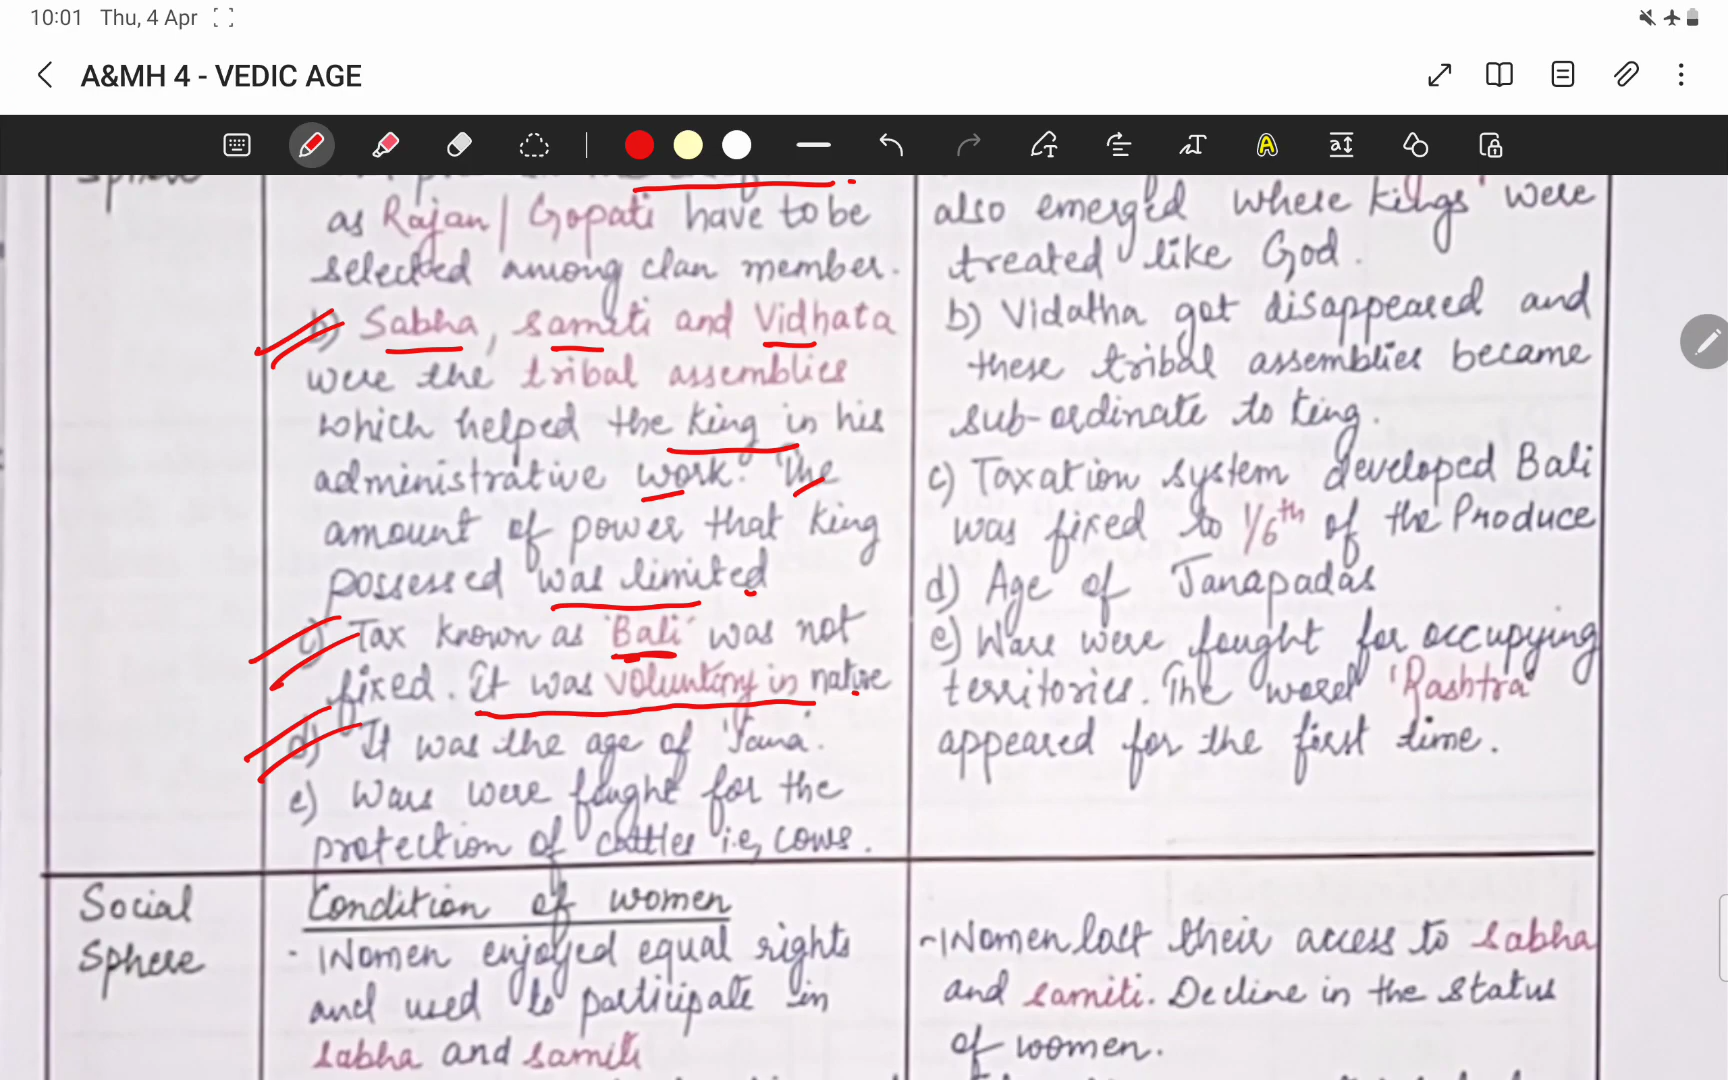 10:01 Thu, 4 Apr
A&MH 4 - VEDIC AGE
as Rajan / Gopati have to be
selected among clan member.
b) Sabha, samiti and Vidhata
were the tribal assemblies
which helped the king in his
administrative work. The
amount of power that king
possessed was limited
c) Tax known as 'Bali' was not
fixed. It was voluntary in native
d) It was the age of 'Jana'.
e) Wars were fought for the
protection of cattles i.e, cows.
also emerged where kings were
treated like God.
b) Vidatha got disappeared and
these tribal assemblies became
sub-ordinate to king.
c) Taxation system developed Bali
was fixed to 1/6th of the Produce
d) Age of Janapadas
e) Wars were fought for occupying
territories. The word 'Rashtra'
appeared for the first time.
Social
Sphere
Condition of women
- Women enjoyed equal rights
and used to participate in
sabha and samiti
- Women lost their access to sabha
and samiti. Decline in the status
of women.